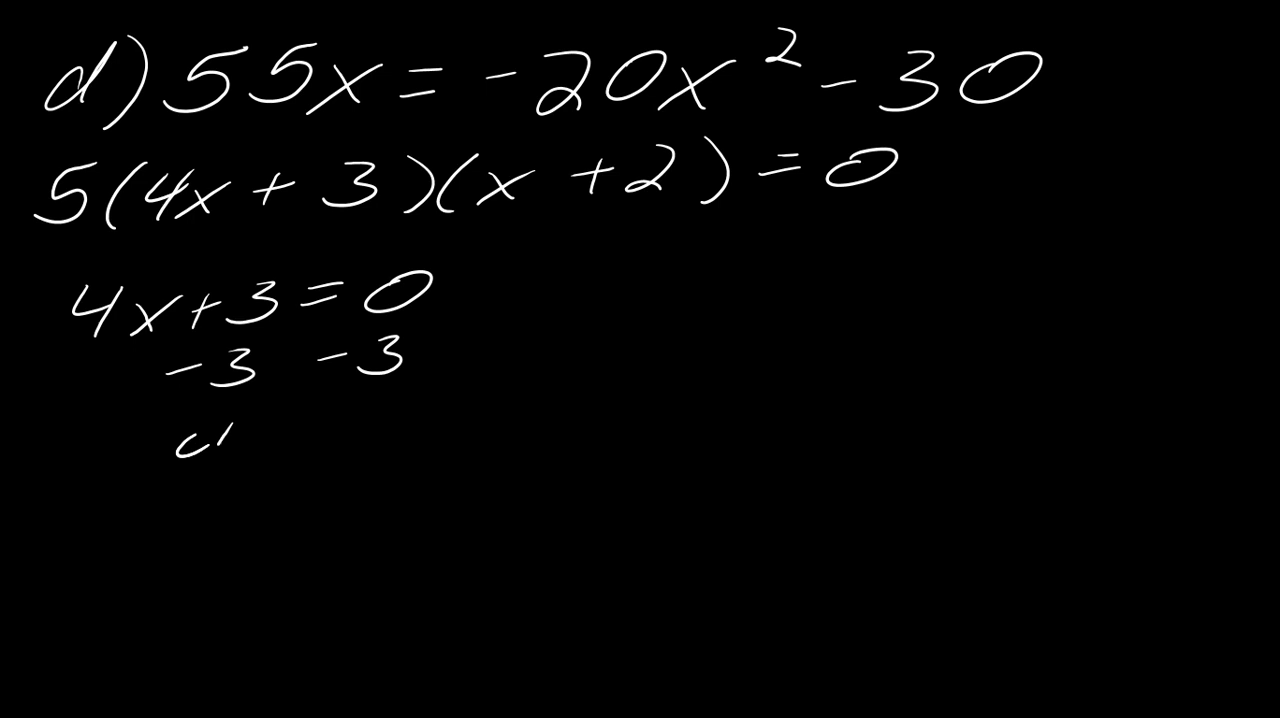 d) 55x = -20x² - 30
5(4x + 3)(x + 2) = 0
4x + 3 = 0
-3 -3